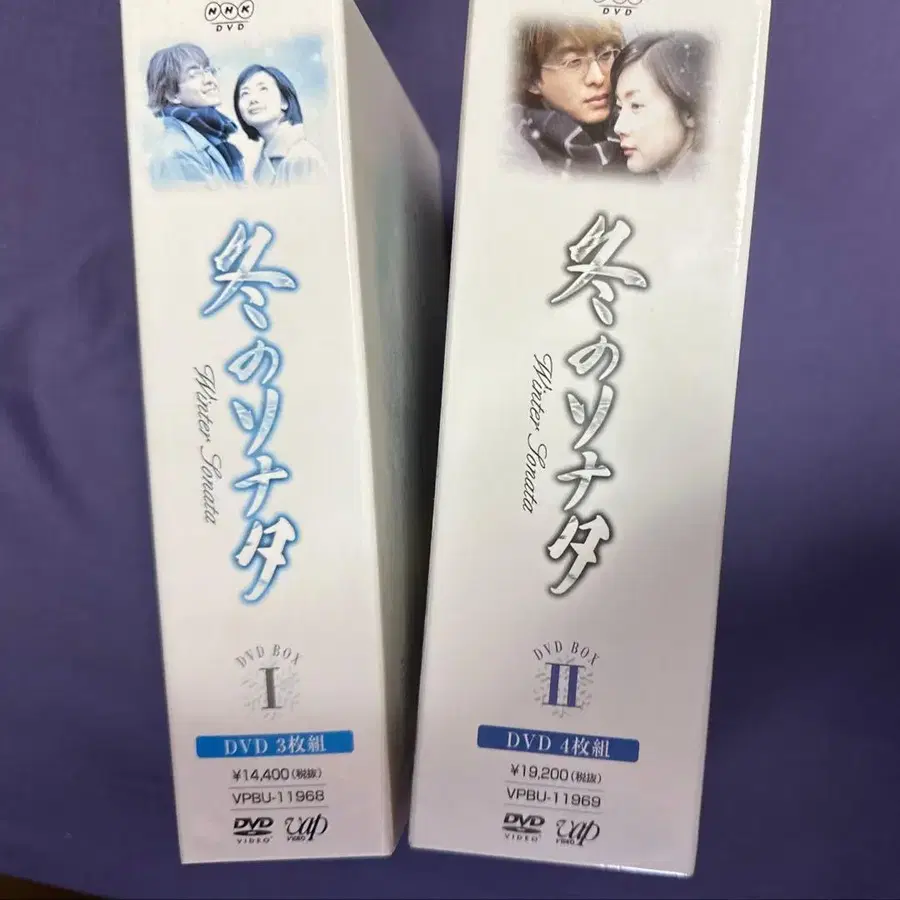 NHK
DVD
冬のソナタ
Winter Sonata
DVD BOX
I
DVD 3枚組
¥14,400(税抜)
VPBU-11968
DVD
VIDEO
vap
VIDEO
DVD
冬のソナタ
Winter Sonata
DVD BOX
II
DVD 4枚組
¥19,200(税抜)
VPBU-11969
DVD
VIDEO
vap
VIDEO